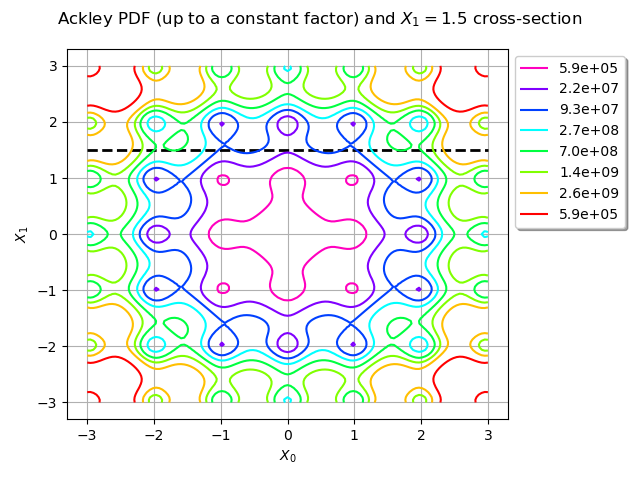 Ackley PDF (up to a constant factor) and X₁ = 1.5 cross-section
3
2
1
0
−1
−2
−3
X₁
−3
−2
−1
0
1
2
3
X₀
5.9e+05
2.2e+07
9.3e+07
2.7e+08
7.0e+08
1.4e+09
2.6e+09
5.9e+05